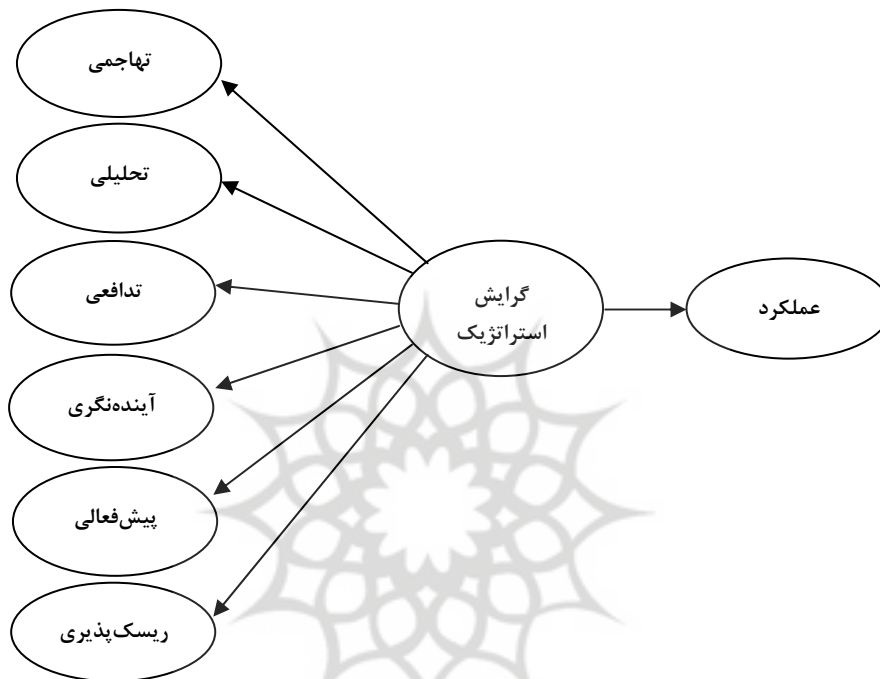 تهاجمی
تحلیلی
تدافعی
آینده‌نگری
پیش‌فعالی
ریسک‌پذیری
گرایش
استراتژیک
عملکرد